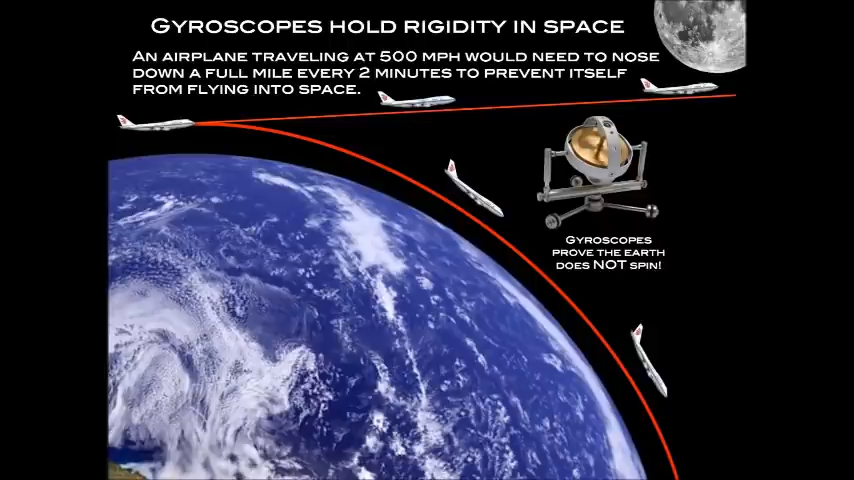 Gyroscopes hold rigidity in space
An airplane traveling at 500 mph would need to nose
down a full mile every 2 minutes to prevent itself
from flying into space.
Gyroscopes
prove the earth
does NOT spin!